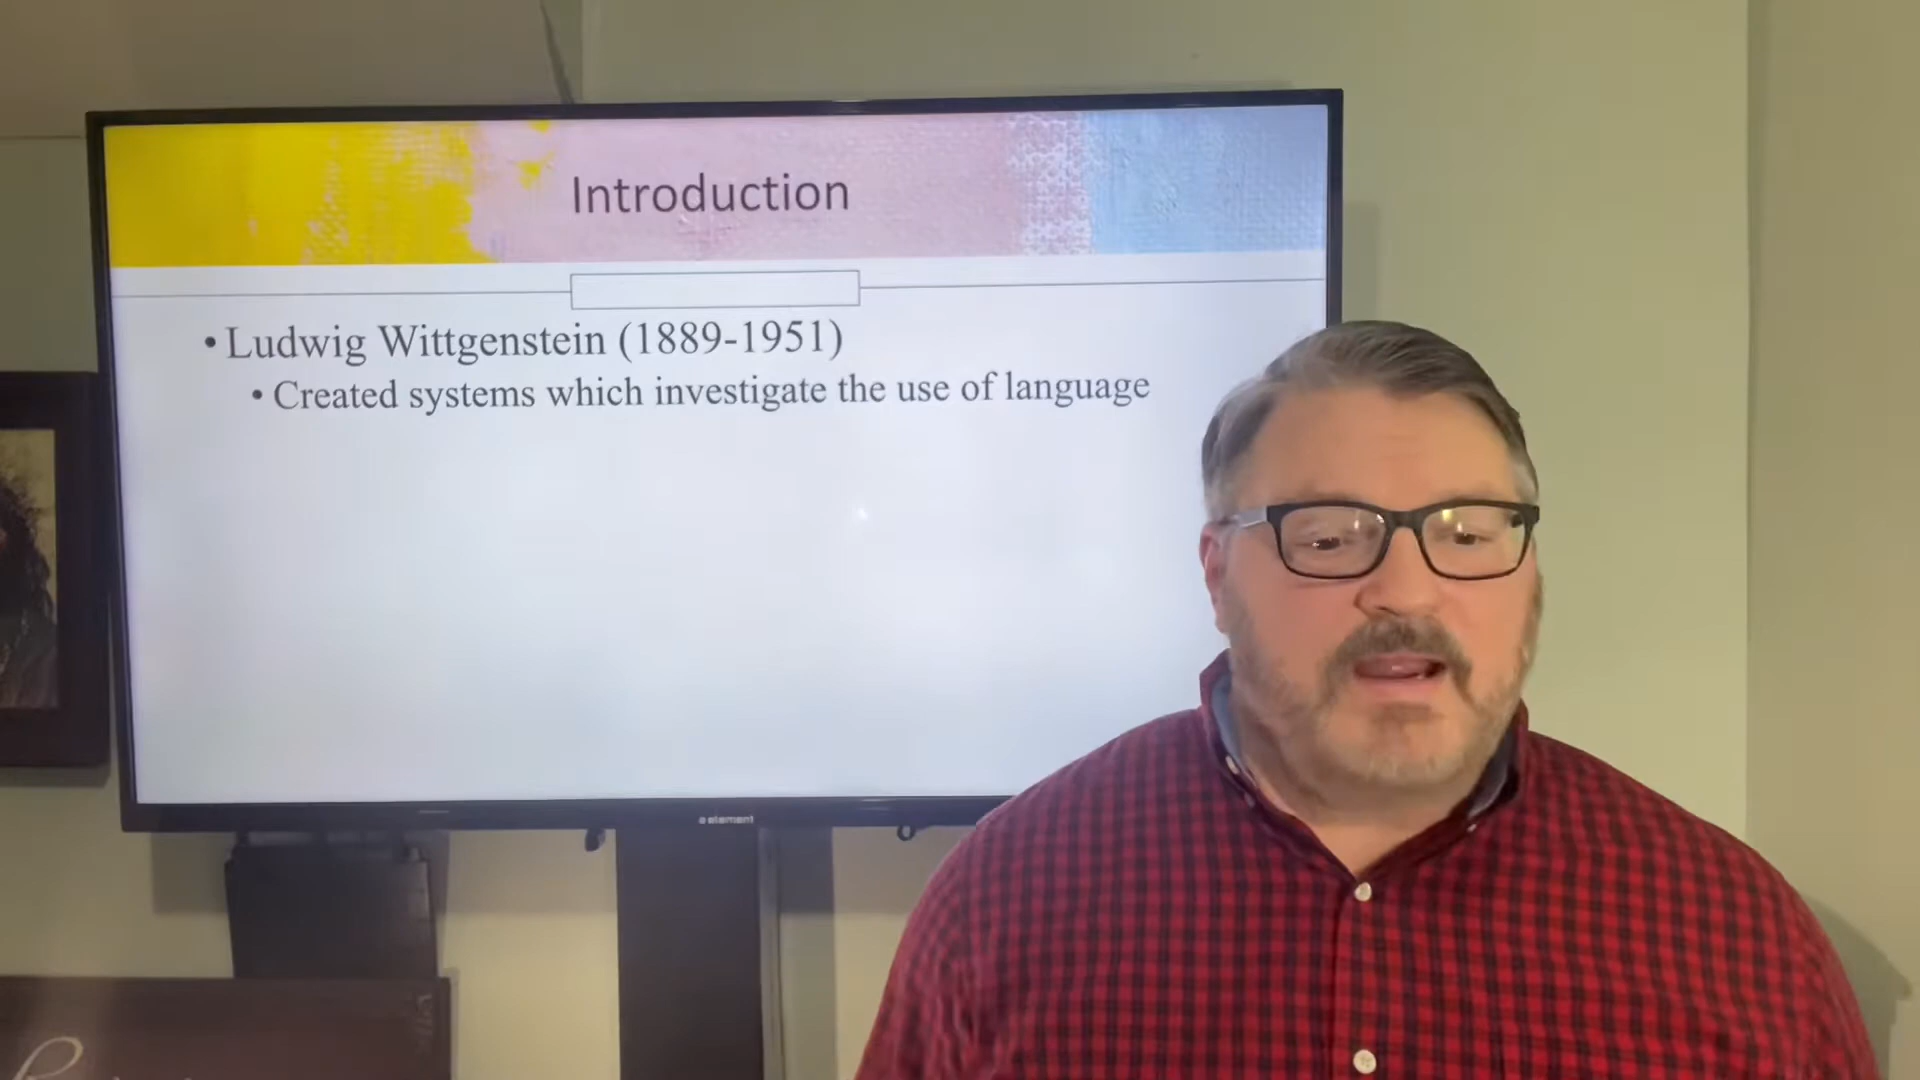 Introduction
• Ludwig Wittgenstein (1889-1951)
• Created systems which investigate the use of language
element